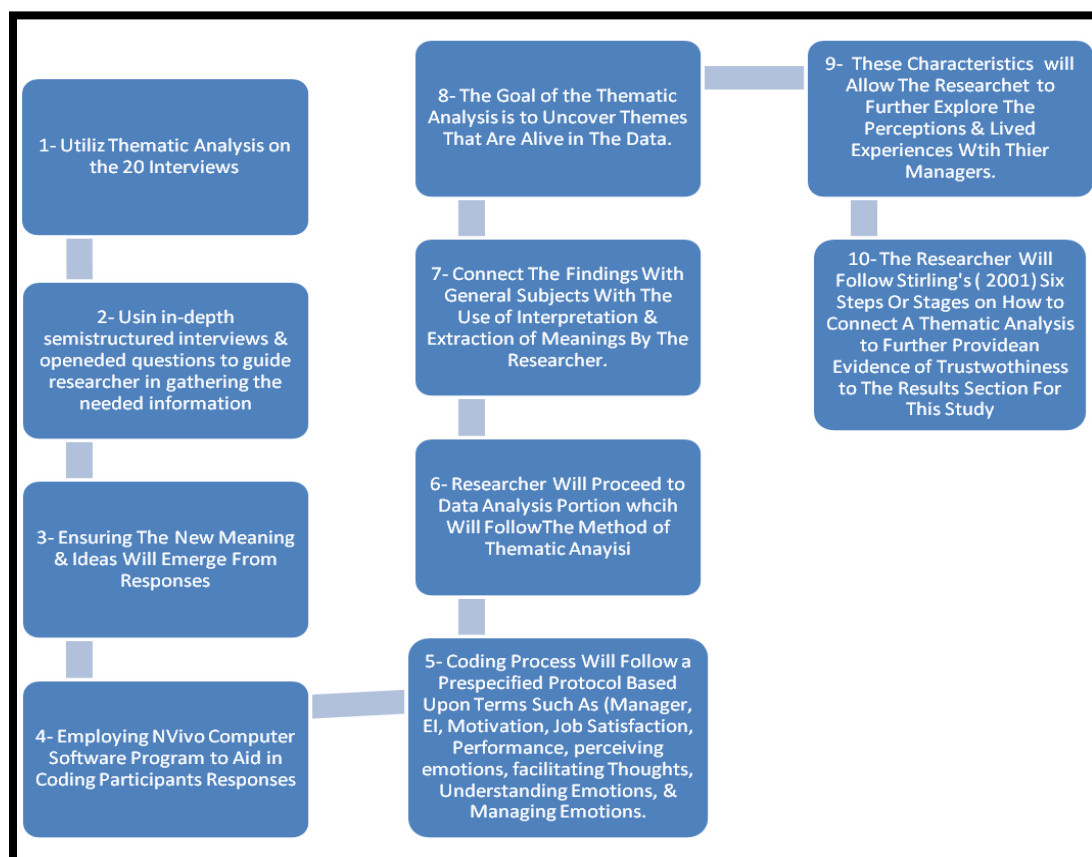 1- Utiliz Thematic Analysis on
the 20 Interviews
2- Usin in-depth
semistructured interviews &
openeded questions to guide
researcher in gathering the
needed information
3- Ensuring The New Meaning
& Ideas Will Emerge From
Responses
4- Employing NVivo Computer
Software Program to Aid in
Coding Participants Responses
5- Coding Process Will Follow a
Prespecified Protocol Based
Upon Terms Such As (Manager,
EI, Motivation, Job Satisfaction,
Performance, perceiving
emotions, facilitating Thoughts,
Understanding Emotions, &
Managing Emotions.
6- Researcher Will Proceed to
Data Analysis Portion whcih
Will FollowThe Method of
Thematic Anayisi
7- Connect The Findings With
General Subjects With The
Use of Interpretation &
Extraction of Meanings By The
Researcher.
8- The Goal of the Thematic
Analysis is to Uncover Themes
That Are Alive in The Data.
9- These Characteristics will
Allow The Researchet to
Further Explore The
Perceptions & Lived
Experiences Wtih Thier
Managers.
10- The Researcher Will
Follow Stirling's ( 2001) Six
Steps Or Stages on How to
Connect A Thematic Analysis
to Further Providean
Evidence of Trustwothiness
to The Results Section For
This Study